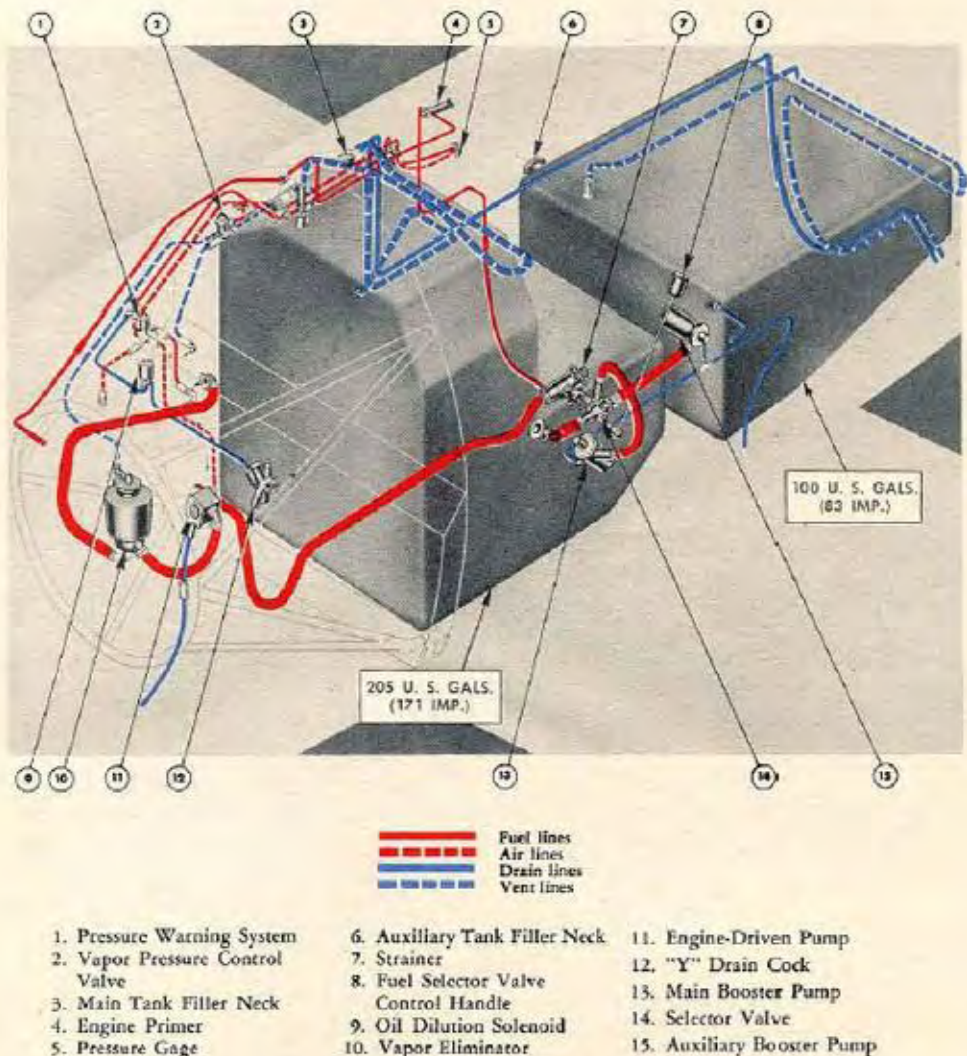 1 2 3 4 5 6 7 8
100 U. S. GALS.
(83 IMP.)
205 U. S. GALS.
(171 IMP.)
9 10 11 12 13 14 15
Fuel lines
Air lines
Drain lines
Vent lines
1. Pressure Warning System
2. Vapor Pressure Control
Valve
3. Main Tank Filler Neck
4. Engine Primer
5. Pressure Gage
6. Auxiliary Tank Filler Neck
7. Strainer
8. Fuel Selector Valve
Control Handle
9. Oil Dilution Solenoid
10. Vapor Eliminator
11. Engine-Driven Pump
12. "Y" Drain Cock
13. Main Booster Pump
14. Selector Valve
15. Auxiliary Booster Pump